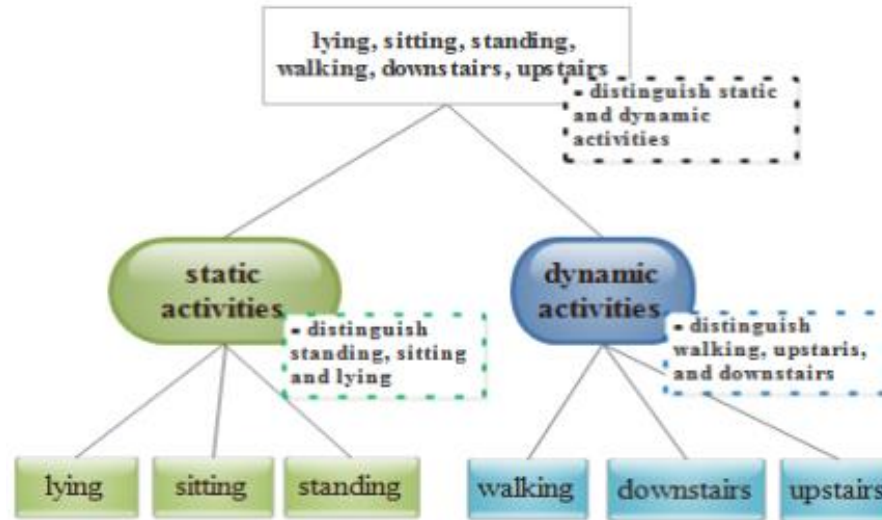 lying, sitting, standing,
walking, downstairs, upstairs
- distinguish static
and dynamic
activities
static
activities
dynamic
activities
- distinguish
standing, sitting
and lying
- distinguish
walking, upstaris,
and downstairs
lying
sitting
standing
walking
downstairs
upstairs